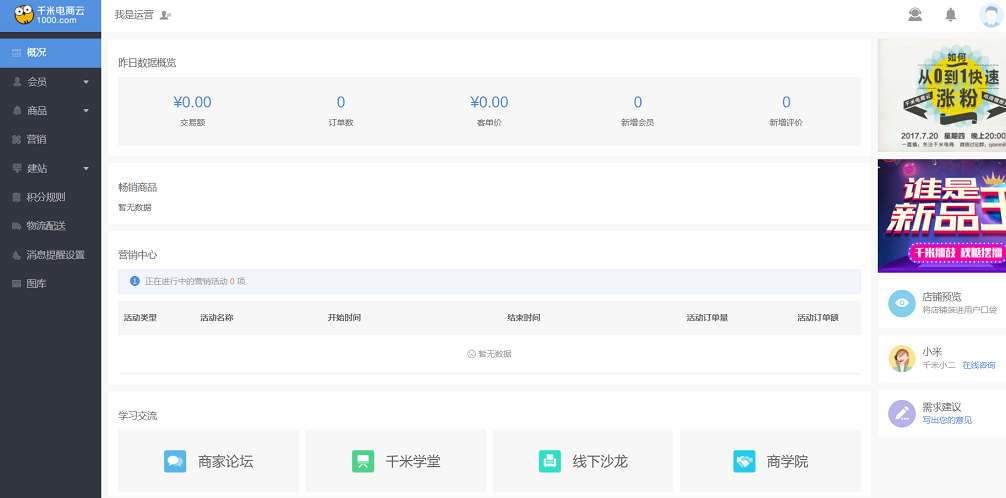 千米电商云
1000.com
我是运营
概况
会员
商品
营销
建站
积分规则
物流配送
消息提醒设置
图库
昨日数据概览
¥0.00
0
¥0.00
0
0
交易额
订单数
客单价
新增会员
新增评价
畅销商品
暂无数据
营销中心
正在进行中的营销活动 0 项
活动类型
活动名称
开始时间
结束时间
活动订单量
活动订单额
暂无数据
学习交流
商家论坛
千米学堂
线下沙龙
商学院
如何
从0到1快速
涨粉
2017.7.20 星期四 晚上20:00
谁是
新品王
千米擂鼓
店铺预览
将店铺装进用户口袋
小米
千米小二 在线咨询
需求建议
写出您的意见